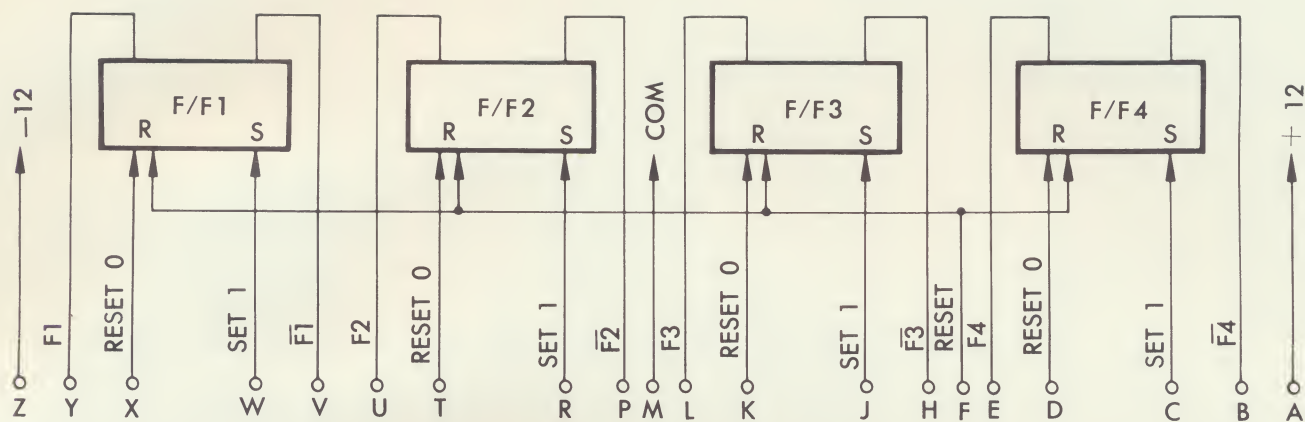 F/F1
R S
F/F2
R S
F/F3
R S
F/F4
R S
−12
COM
+ 12
F1
RESET 0
SET 1
F̅1̅
F2
RESET 0
SET 1
F̅2̅
F3
RESET 0
SET 1
F̅3̅
RESET
F4
RESET 0
SET 1
F̅4̅
Z Y X W V U T R P M L K J H F E D C B A